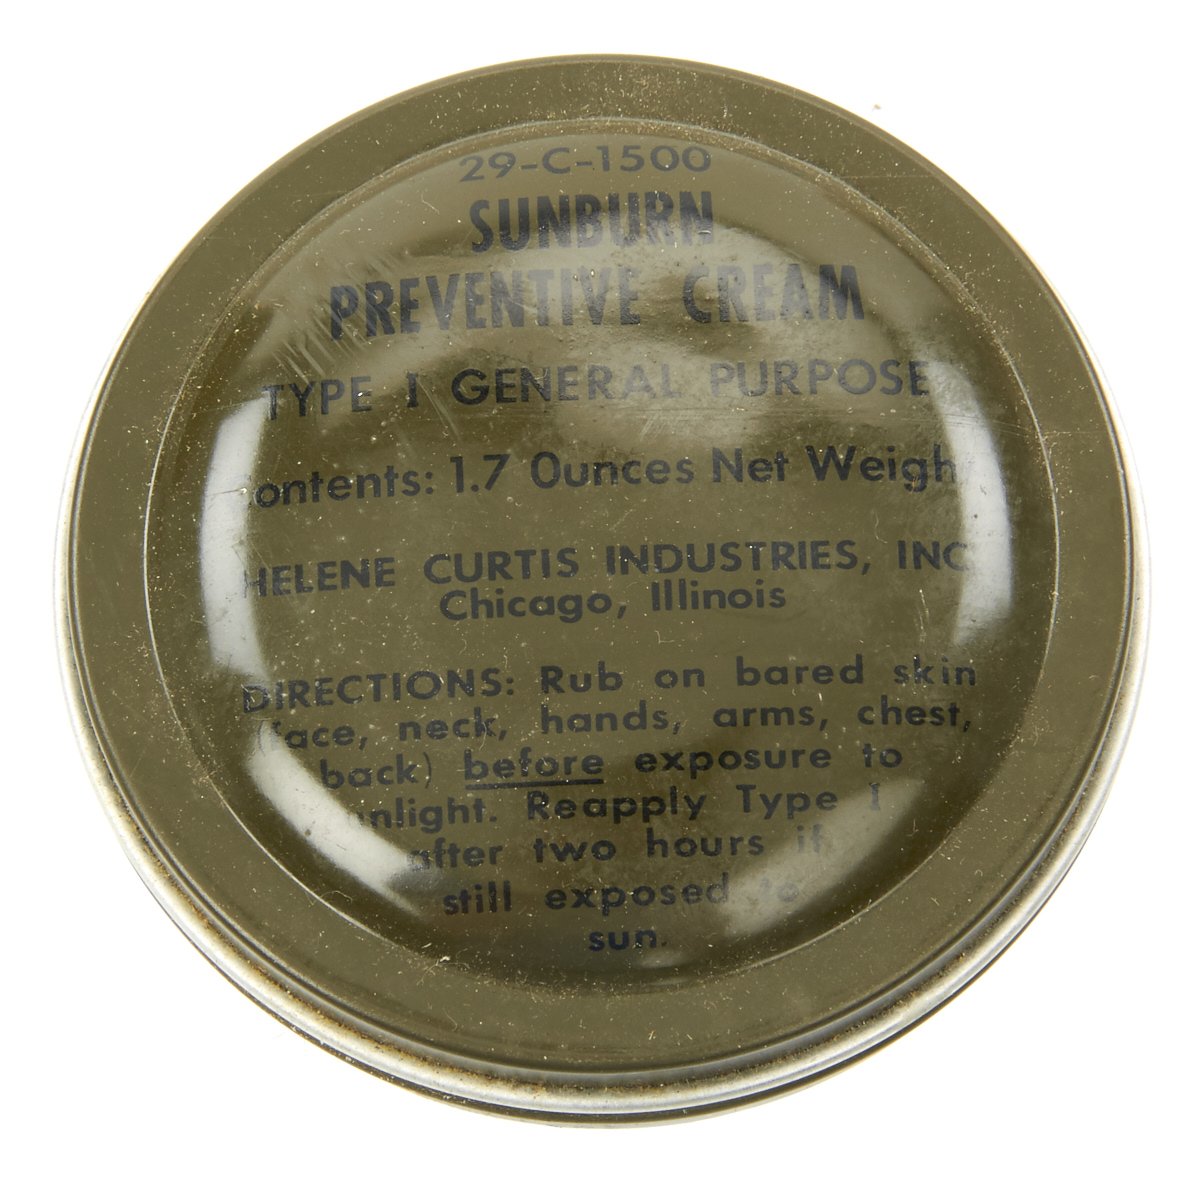 29-C-1500
SUNBURN
PREVENTIVE CREAM
TYPE I GENERAL PURPOSE
Contents: 1.7 Ounces Net Weight
HELENE CURTIS INDUSTRIES, INC.
Chicago, Illinois
DIRECTIONS: Rub on bared skin
(face, neck, hands, arms, chest,
back) before exposure to
sunlight. Reapply Type I
after two hours if
still exposed to
sun.